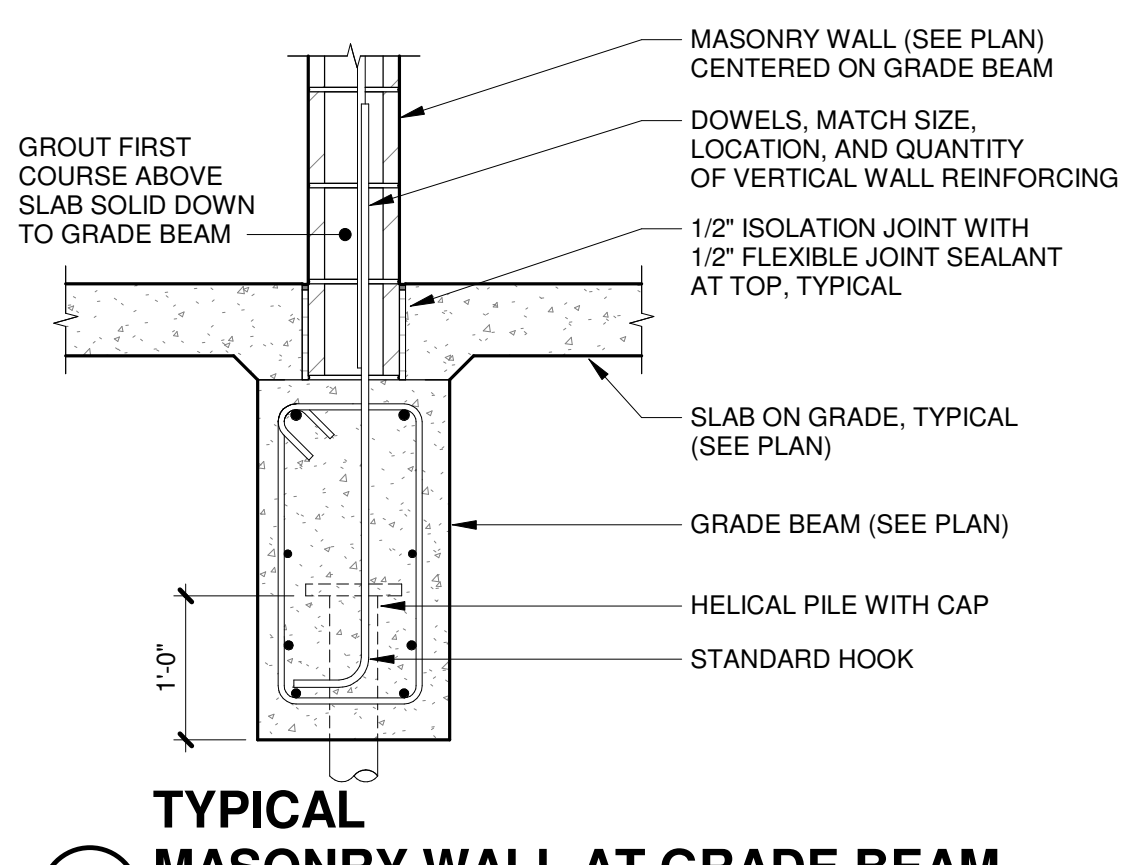 MASONRY WALL (SEE PLAN)
CENTERED ON GRADE BEAM
DOWELS, MATCH SIZE,
LOCATION, AND QUANTITY
OF VERTICAL WALL REINFORCING
GROUT FIRST
COURSE ABOVE
SLAB SOLID DOWN
TO GRADE BEAM
1/2" ISOLATION JOINT WITH
1/2" FLEXIBLE JOINT SEALANT
AT TOP, TYPICAL
SLAB ON GRADE, TYPICAL
(SEE PLAN)
GRADE BEAM (SEE PLAN)
HELICAL PILE WITH CAP
STANDARD HOOK
1'-0"
TYPICAL
MASONRY WALL AT GRADE BEAM